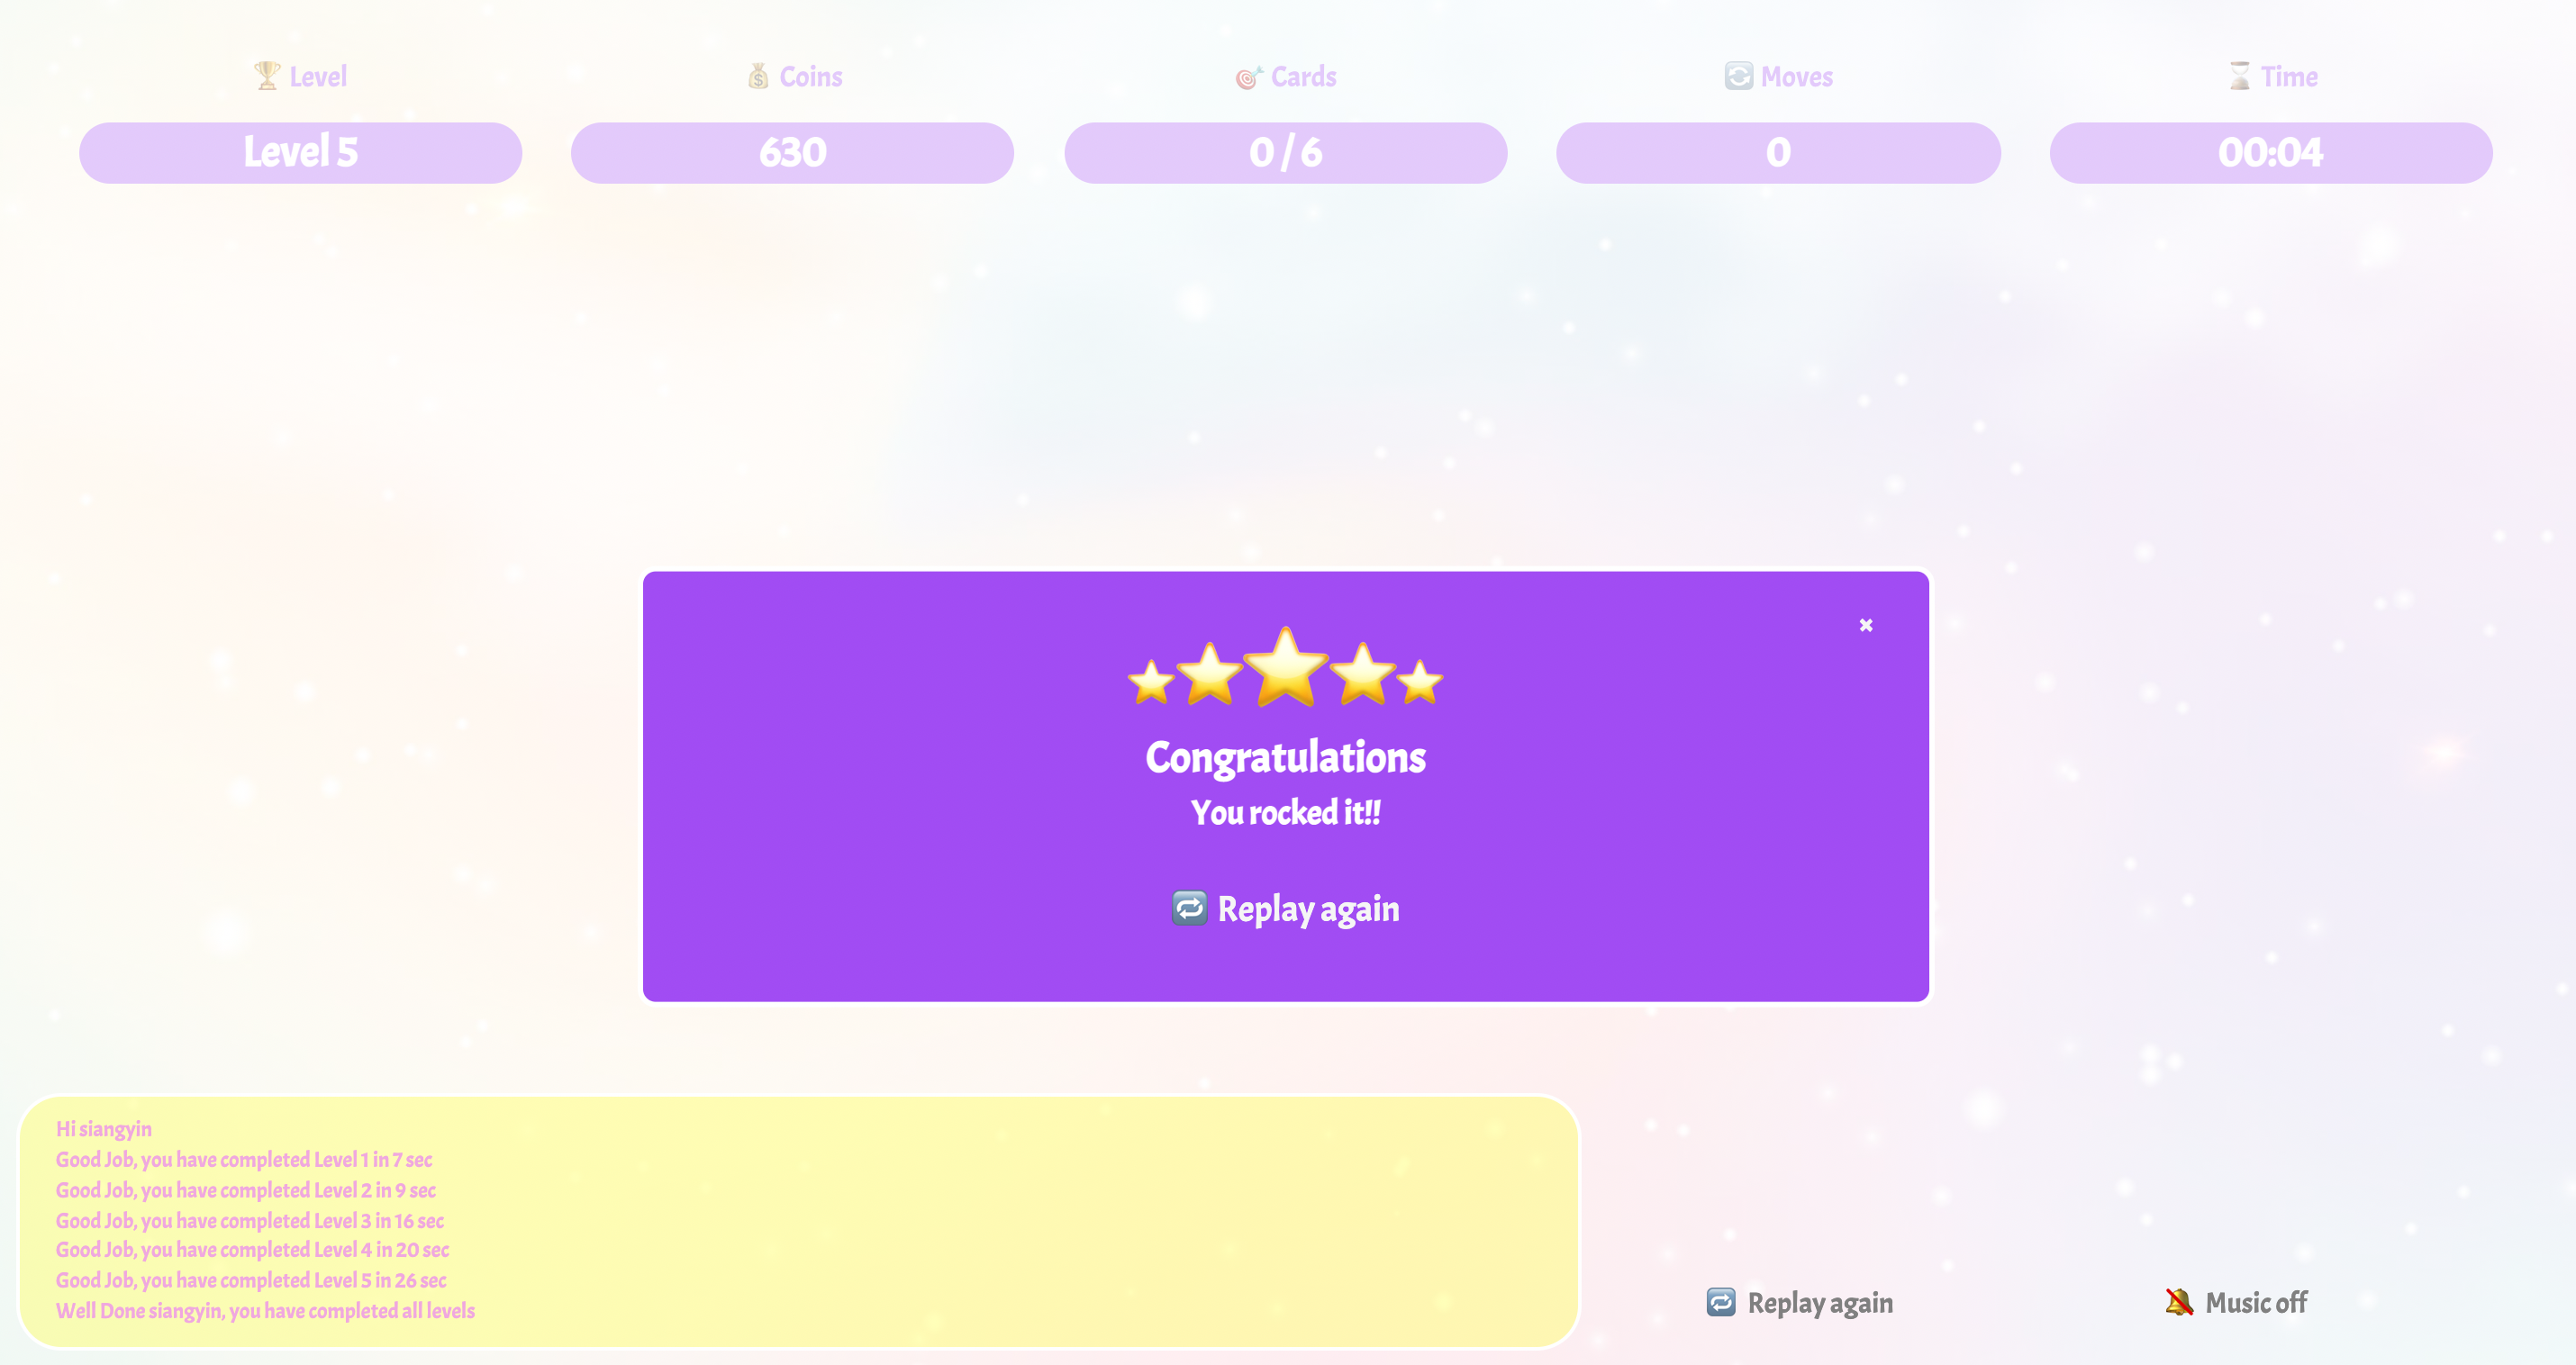 Level
Coins
Cards
Moves
Time
Level 5
630
0 / 6
0
00:04
Congratulations
You rocked it!!
Replay again
Hi siangyin
Good Job, you have completed Level 1 in 7 sec
Good Job, you have completed Level 2 in 9 sec
Good Job, you have completed Level 3 in 16 sec
Good Job, you have completed Level 4 in 20 sec
Good Job, you have completed Level 5 in 26 sec
Well Done siangyin, you have completed all levels
Replay again
Music off